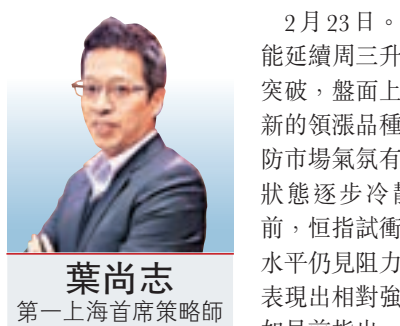 2月23日。
能延續周三升
突破，盤面上
新的領漲品種
防市場氣氛有
狀態逐步冷靜
前，恒指試衝
水平仍見阻力
表現出相對強
葉尚志
第一上海首席策略師